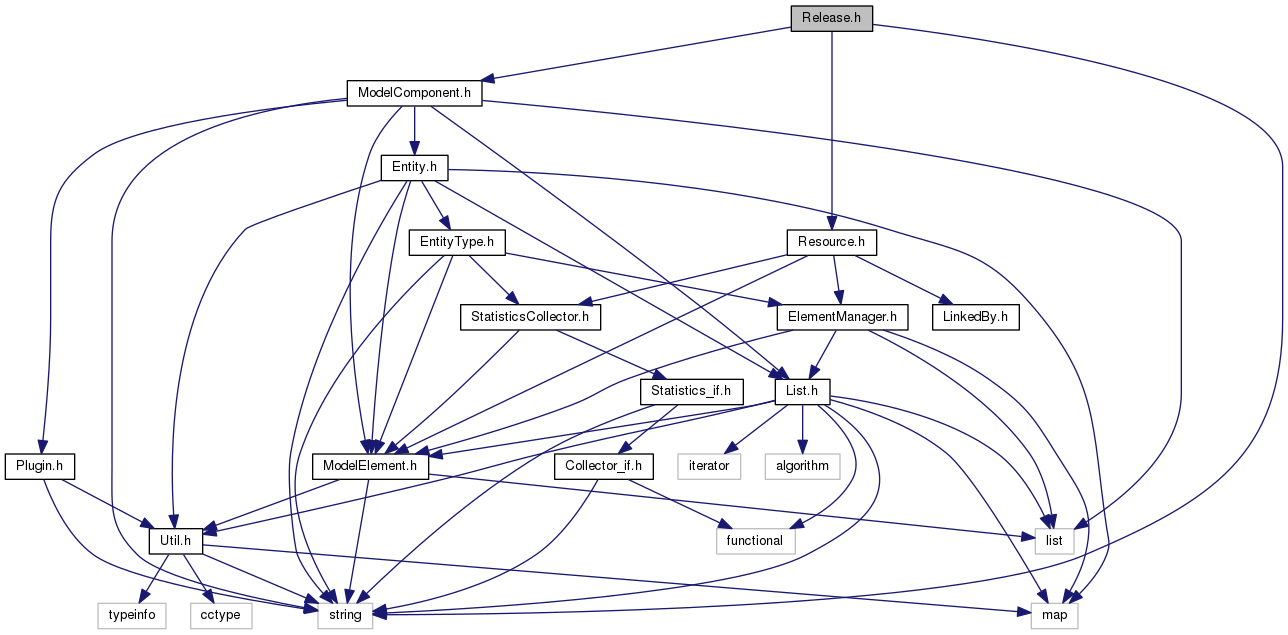 Release.h
ModelComponent.h
Entity.h
EntityType.h
Resource.h
StatisticsCollector.h
ElementManager.h
LinkedBy.h
Statistics_if.h
List.h
Plugin.h
ModelElement.h
Collector_if.h
iterator
algorithm
Util.h
functional
list
typeinfo
cctype
string
map